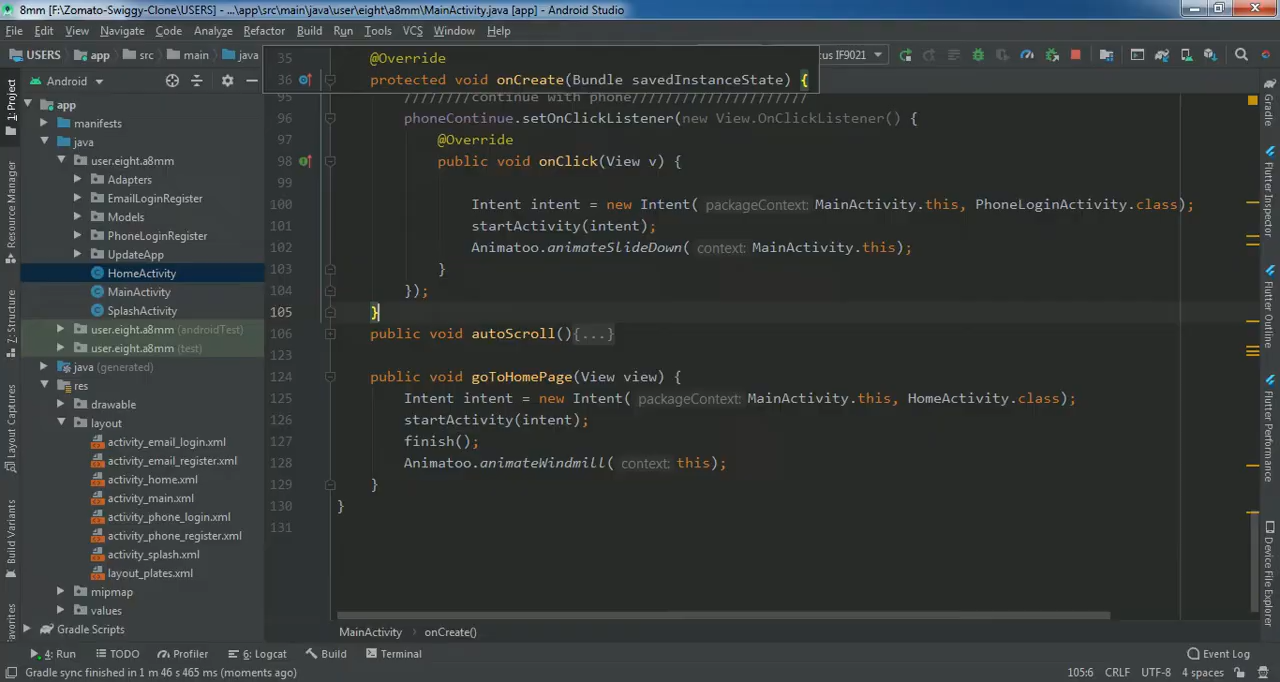 8mm [F:\Zomato-Swiggy-Clone\USERS] - ...\app\src\main\java\user\eight\a8mm\MainActivity.java [app] - Android Studio
File Edit View Navigate Code Analyze Refactor Build Run Tools VCS Window Help
USERS app src main java
cus IF9021
Android
1: Project
Resource Manager
Z: Structure
Layout Captures
Build Variants
Favorites
app
manifests
java
user.eight.a8mm
Adapters
EmailLoginRegister
Models
PhoneLoginRegister
UpdateApp
HomeActivity
MainActivity
SplashActivity
user.eight.a8mm (androidTest)
user.eight.a8mm (test)
java (generated)
res
drawable
layout
activity_email_login.xml
activity_email_register.xml
activity_home.xml
activity_main.xml
activity_phone_login.xml
activity_phone_register.xml
activity_splash.xml
layout_plates.xml
mipmap
values
Gradle Scripts
35 @Override
36 protected void onCreate(Bundle savedInstanceState) {
95 ////////continue with phone/////////////////////
96 phoneContinue.setOnClickListener(new View.OnClickListener() {
97 @Override
98 public void onClick(View v) {
99
100 Intent intent = new Intent( packageContext: MainActivity.this, PhoneLoginActivity.class);
101 startActivity(intent);
102 Animatoo.animateSlideDown( context: MainActivity.this);
103 }
104 });
105 }
106 public void autoScroll(){...}
123
124 public void goToHomePage(View view) {
125 Intent intent = new Intent( packageContext: MainActivity.this, HomeActivity.class);
126 startActivity(intent);
127 finish();
128 Animatoo.animateWindmill( context: this);
129 }
130 }
131
MainActivity › onCreate()
Gradle
Flutter Inspector
Flutter Outline
Flutter Performance
Device File Explorer
4: Run TODO Profiler 6: Logcat Build Terminal Event Log
Gradle sync finished in 1 m 46 s 465 ms (moments ago) 105:6 CRLF UTF-8 4 spaces